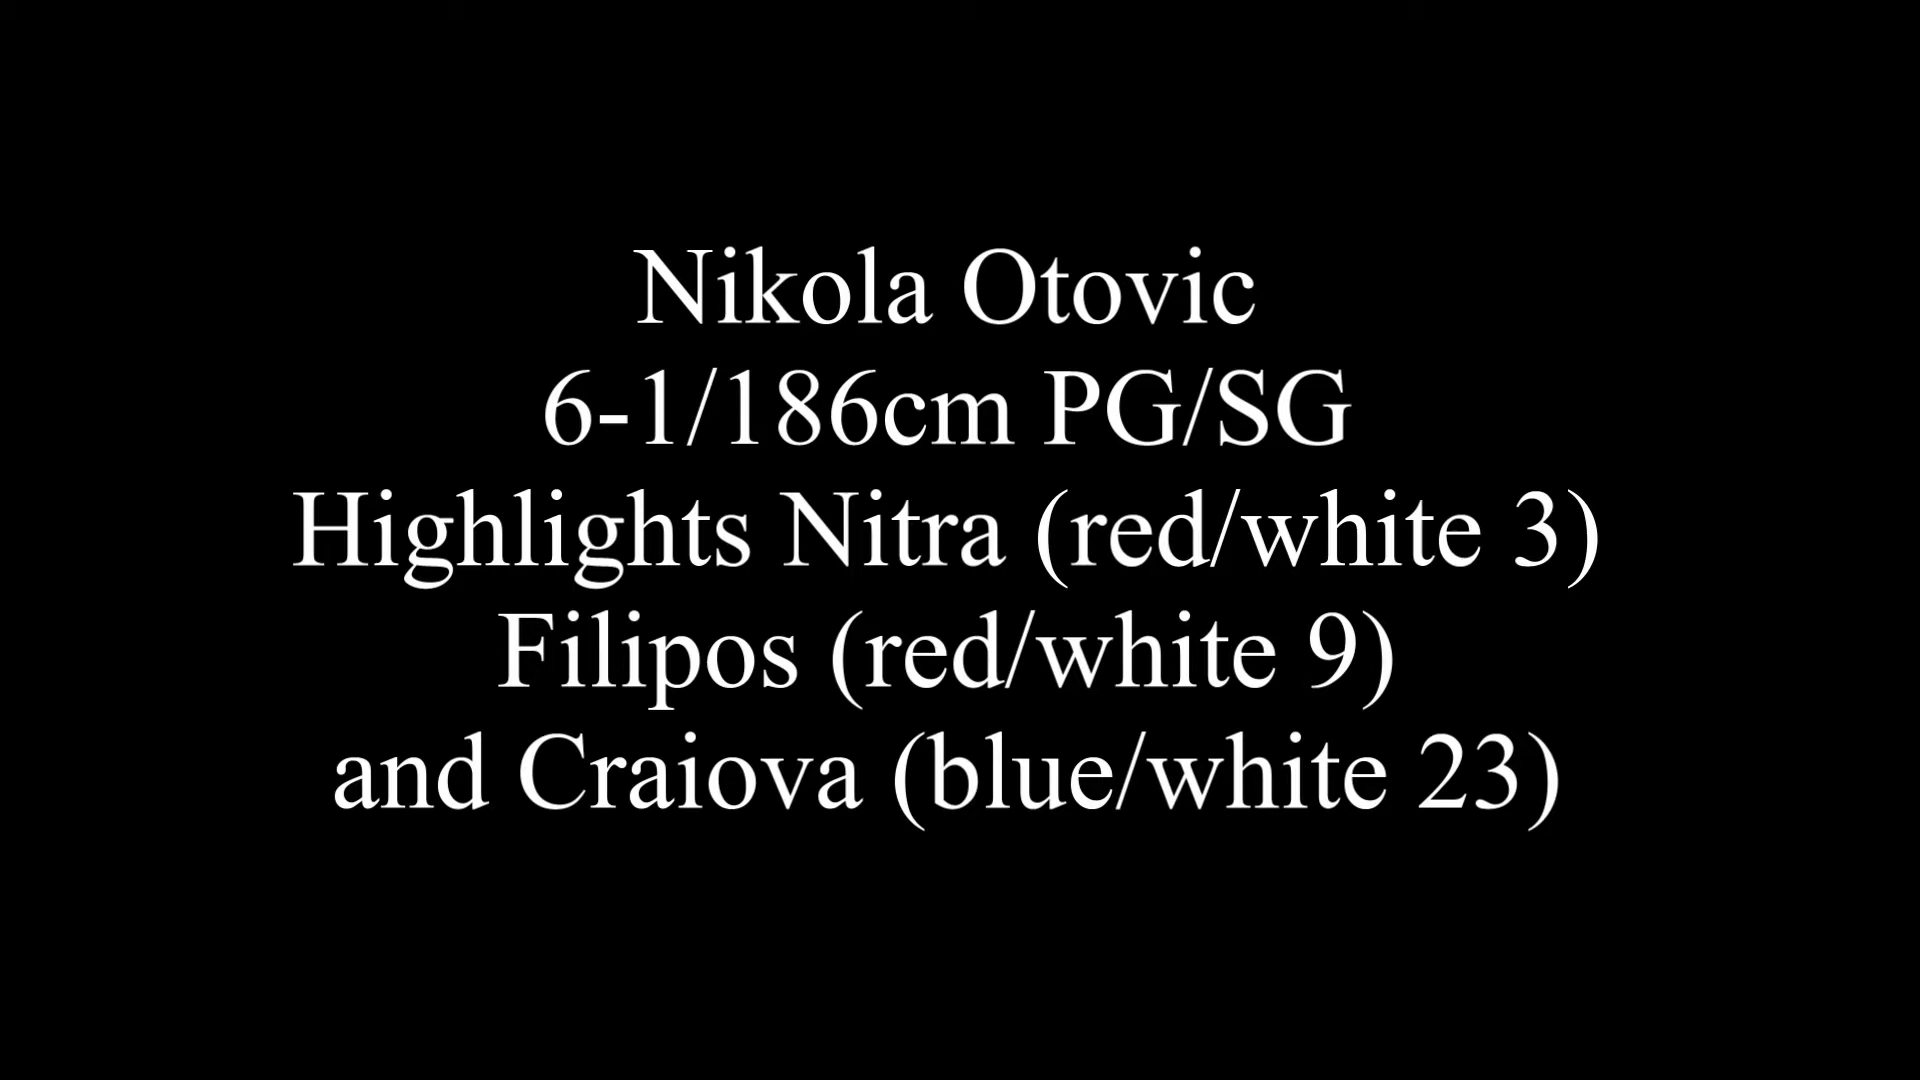 Nikola Otovic
6-1/186cm PG/SG
Highlights Nitra (red/white 3)
Filipos (red/white 9)
and Craiova (blue/white 23)